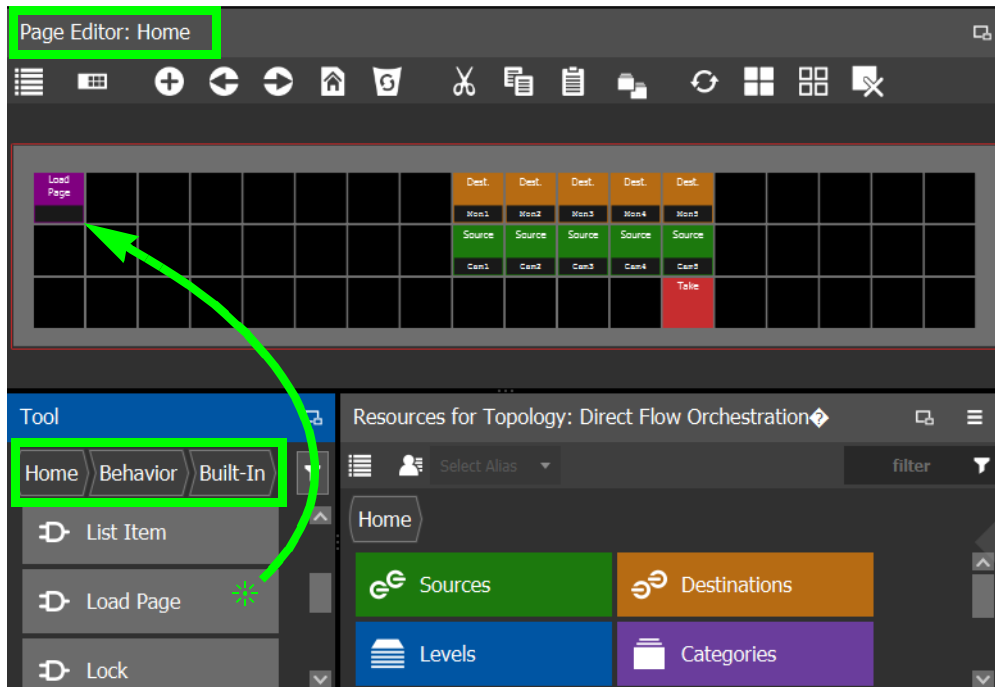 Page Editor: Home
Load Page
Dest. Dest. Dest. Dest. Dest.
Mon1 Mon2 Mon3 Mon4 Mon5
Source Source Source Source Source
Cam1 Cam2 Cam3 Cam4 Cam5
Take
Tool
Home Behavior Built-In
List Item
Load Page
Lock
Resources for Topology: Direct Flow Orchestration�
Select Alias
filter
Home
Sources
Destinations
Levels
Categories